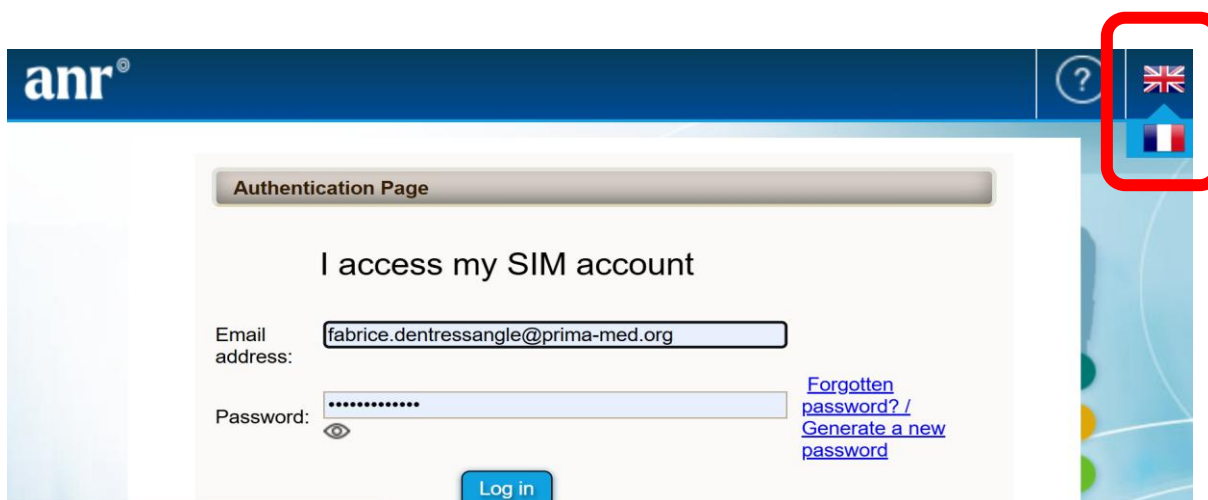 anr®
?
Authentication Page
I access my SIM account
Email
address:
fabrice.dentressangle@prima-med.org
Password:
•••••••••••••
Forgotten
password? /
Generate a new
password
Log in